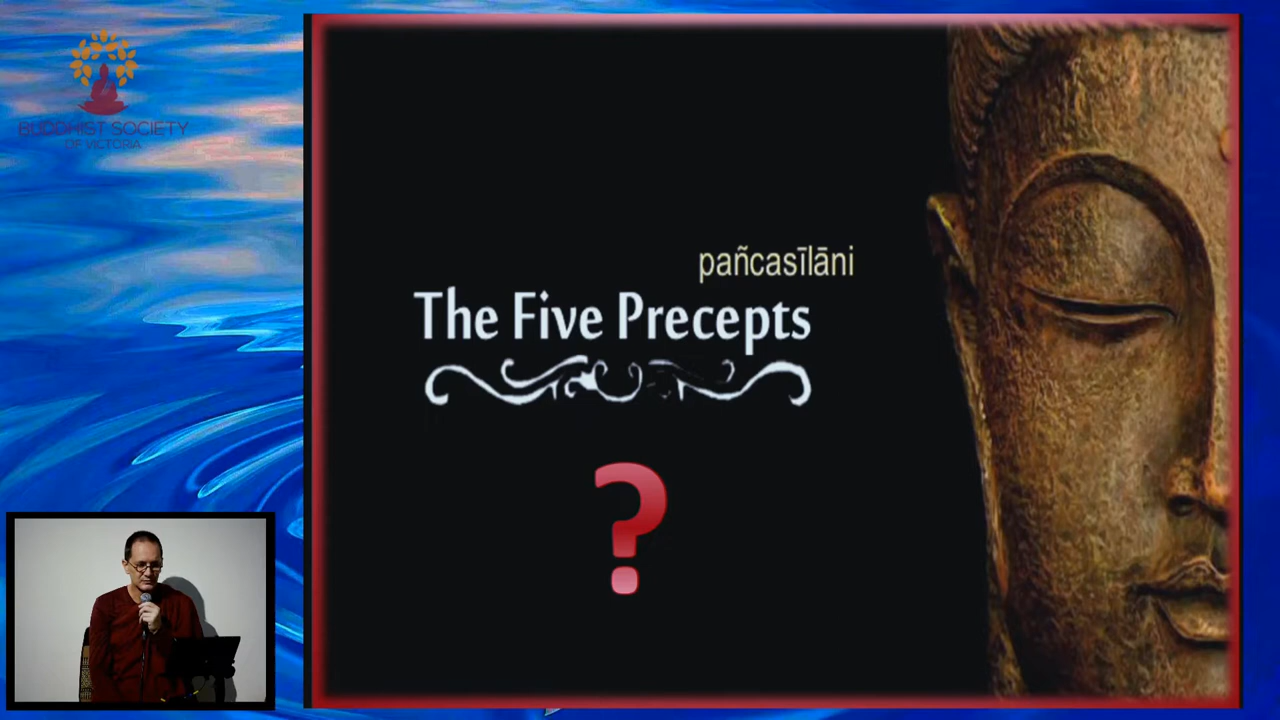 BUDDHIST SOCIETY
OF VICTORIA
pañcasīlāni
The Five Precepts
?